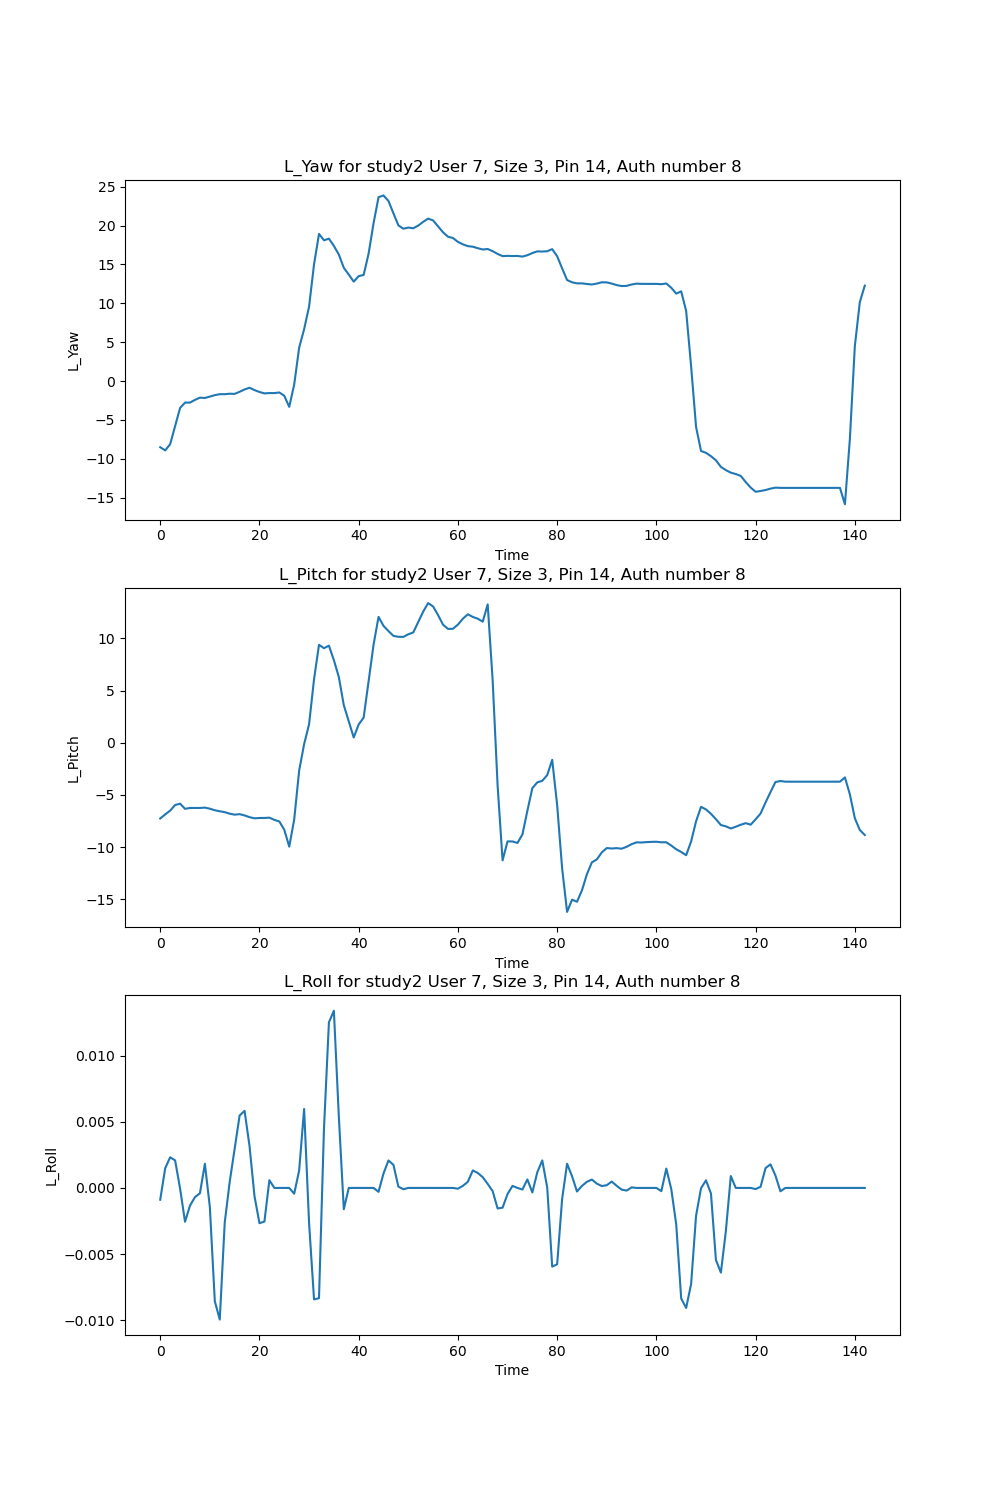 L_Yaw for study2 User 7, Size 3, Pin 14, Auth number 8
25
20
15
10
5
0
−5
−10
−15
L_Yaw
0 20 40 60 80 100 120 140
Time
L_Pitch for study2 User 7, Size 3, Pin 14, Auth number 8
10
5
0
−5
−10
−15
L_Pitch
0 20 40 60 80 100 120 140
Time
L_Roll for study2 User 7, Size 3, Pin 14, Auth number 8
0.010
0.005
0.000
−0.005
−0.010
L_Roll
0 20 40 60 80 100 120 140
Time